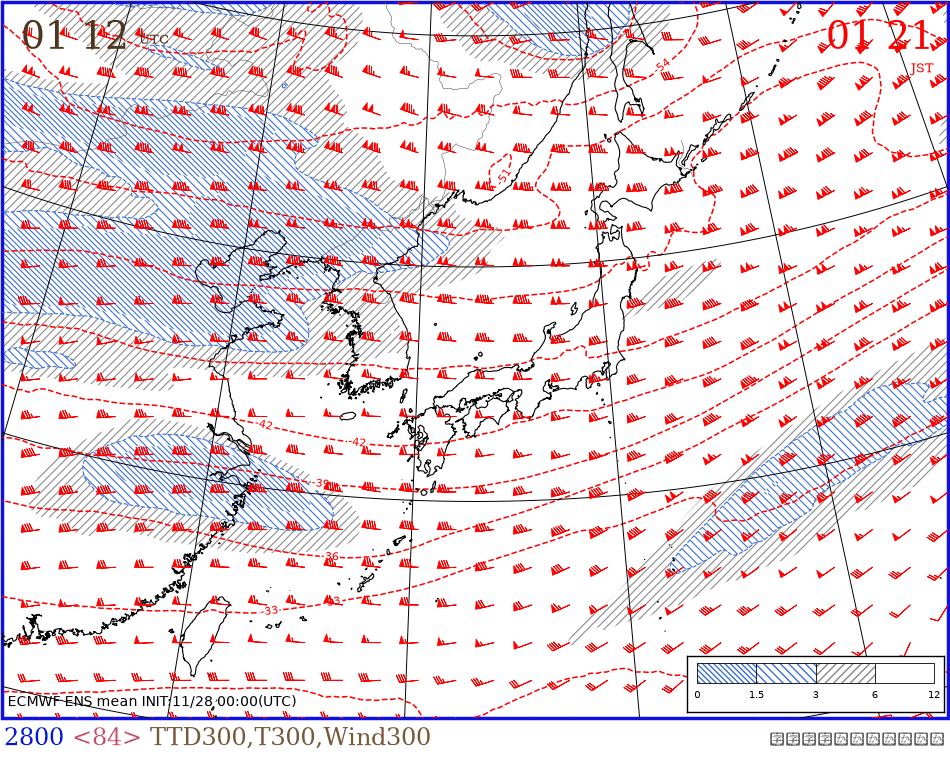 01 12 UTC
01 21 JST
-54
-51
-42
-42
-39
-36
-33
-33
ECMWF ENS mean INIT:11/28 00:00(UTC)
0 1.5 3 6 12
2800 <84> TTD300,T300,Wind300